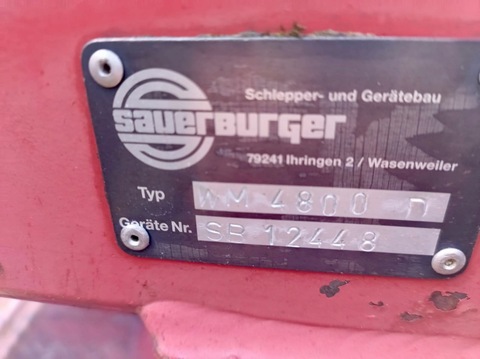 Schlepper- und Gerätebau
sauerburger
79241 Ihringen 2 / Wasenweiler
Typ WM 4800 D
Geräte Nr. SB 12448